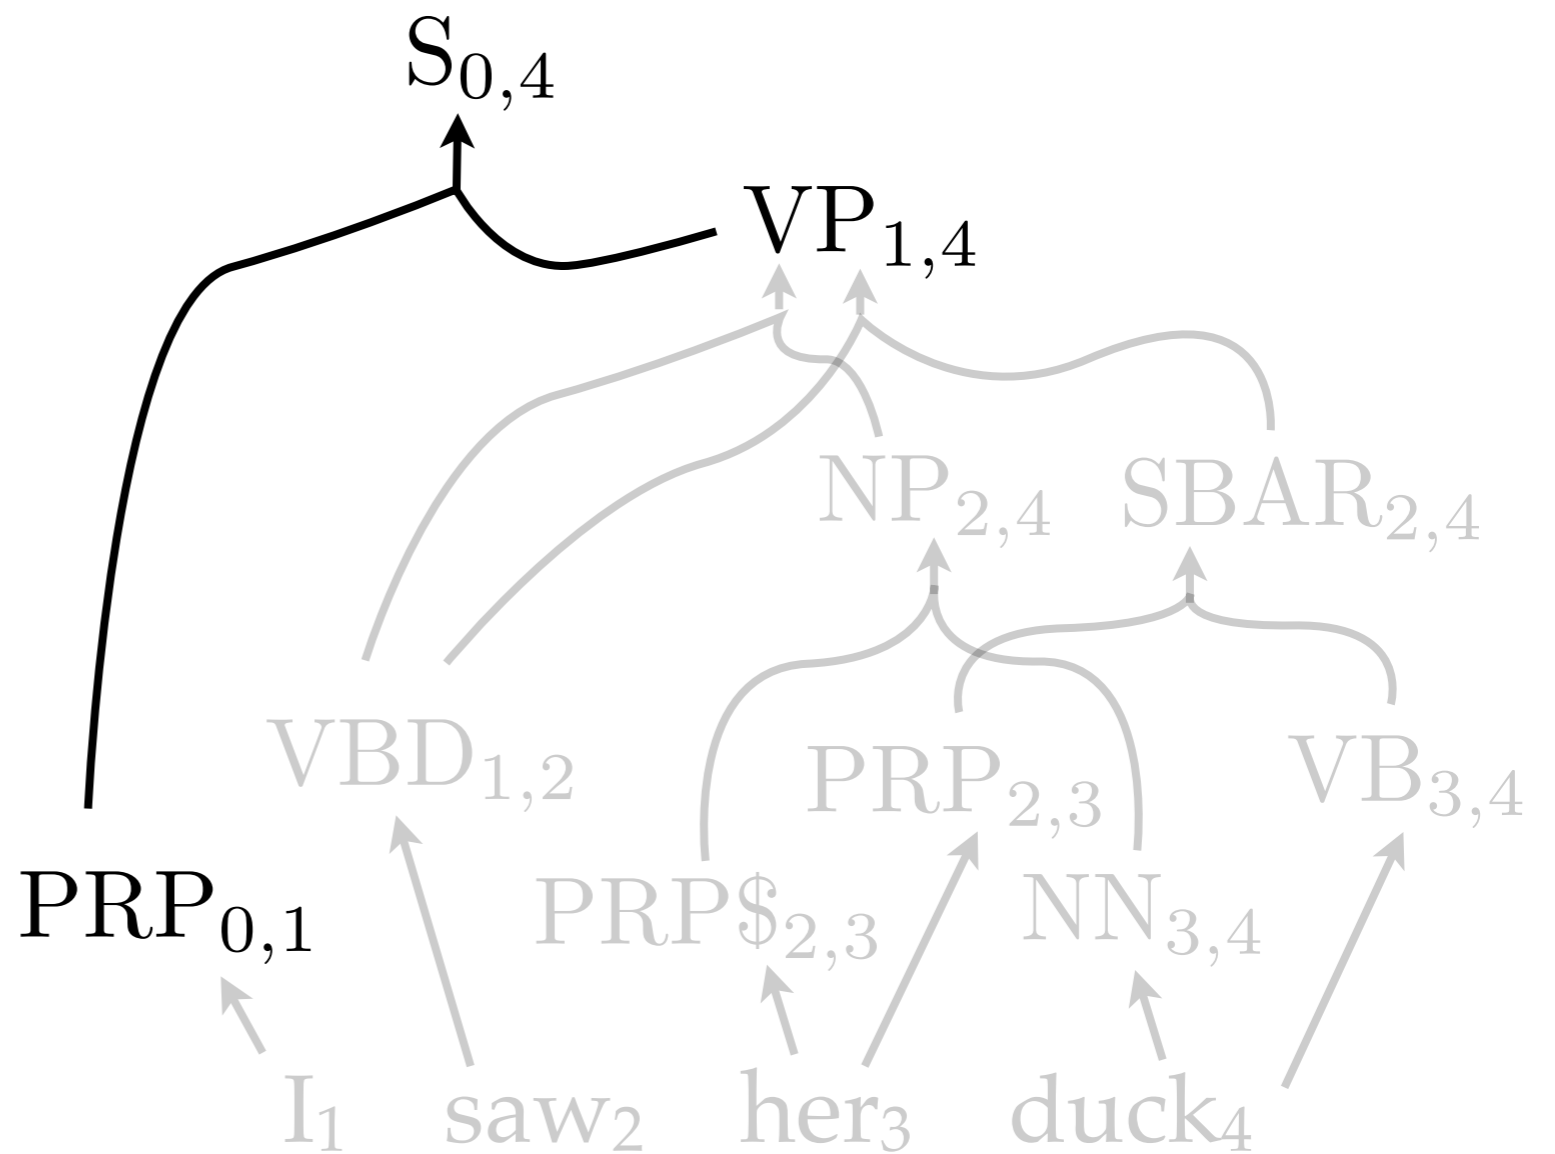 S0,4
VP1,4
NP2,4 SBAR2,4
VBD1,2 PRP2,3 VB3,4
PRP0,1 PRP$2,3 NN3,4
I1 saw2 her3 duck4